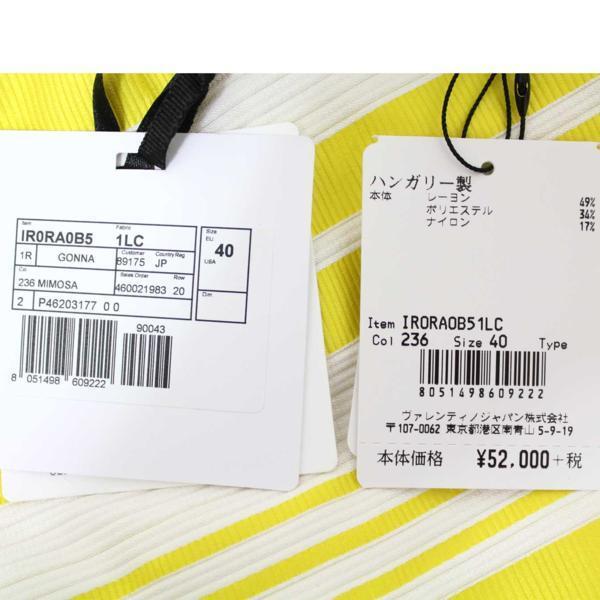 Item
Fabric
IR0RA0B5 1LC
1R GONNA
Customer Country Reg
89175 JP
Size
EU 40
USA
Col Sales Order Row
236 MIMOSA 460021983 20
2 P46203177 0 0
Dim
90043
8 051498 609222
ハンガリー製
本体 レーヨン 49%
ポリエステル 34%
ナイロン 17%
Item IR0RA0B51LC
Col 236 Size 40 Type
8051498609222
ヴァレンティノジャパン株式会社
〒107-0062 東京都港区南青山 5-9-19
本体価格 ¥52,000+税